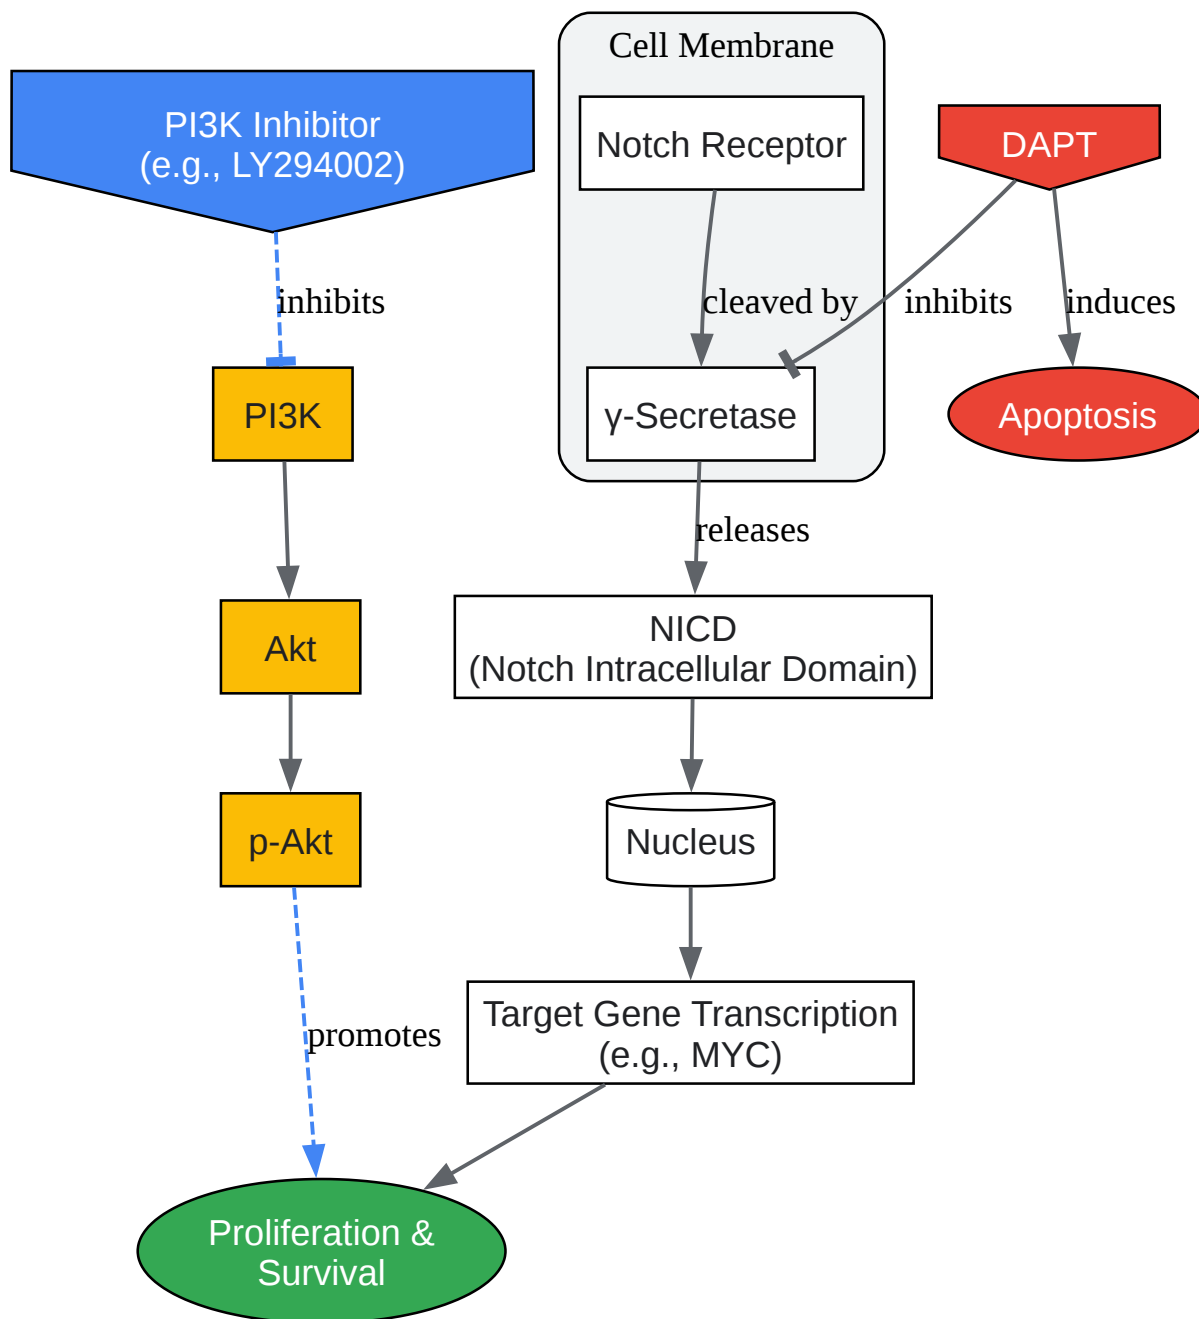 Cell Membrane
PI3K Inhibitor
(e.g., LY294002)
Notch Receptor
DAPT
inhibits
cleaved by
inhibits
induces
PI3K
γ-Secretase
Apoptosis
releases
Akt
NICD
(Notch Intracellular Domain)
p-Akt
Nucleus
Target Gene Transcription
(e.g., MYC)
promotes
Proliferation &
Survival